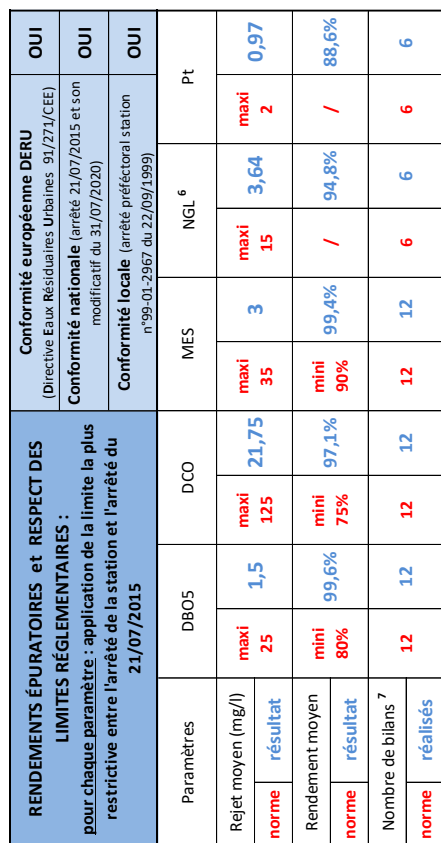 RENDEMENTS ÉPURATOIRES et RESPECT DES
LIMITES RÉGLEMENTAIRES :
pour chaque paramètre : application de la limite la plus
restrictive entre l'arrêté de la station et l'arrêté du
21/07/2015
Conformité européenne DERU
(Directive Eaux Résiduaires Urbaines 91/271/CEE)
OUI
Conformité nationale (arrêté 21/07/2015 et son
modificatif du 31/07/2020)
OUI
Conformité locale (arrêté préféctoral station
n°99-01-2967 du 22/09/1999)
OUI
Paramètres DBO5 DCO MES NGL ⁶ Pt
Rejet moyen (mg/l)
norme résultat
maxi
25
1,5
maxi
125
21,75
maxi
35
3
maxi
15
3,64
maxi
2
0,97
Rendement moyen
norme résultat
mini
80%
99,6%
mini
75%
97,1%
mini
90%
99,4%
/
94,8%
/
88,6%
Nombre de bilans ⁷
norme réalisés
12 12 12 12 12 12 6 6 6 6